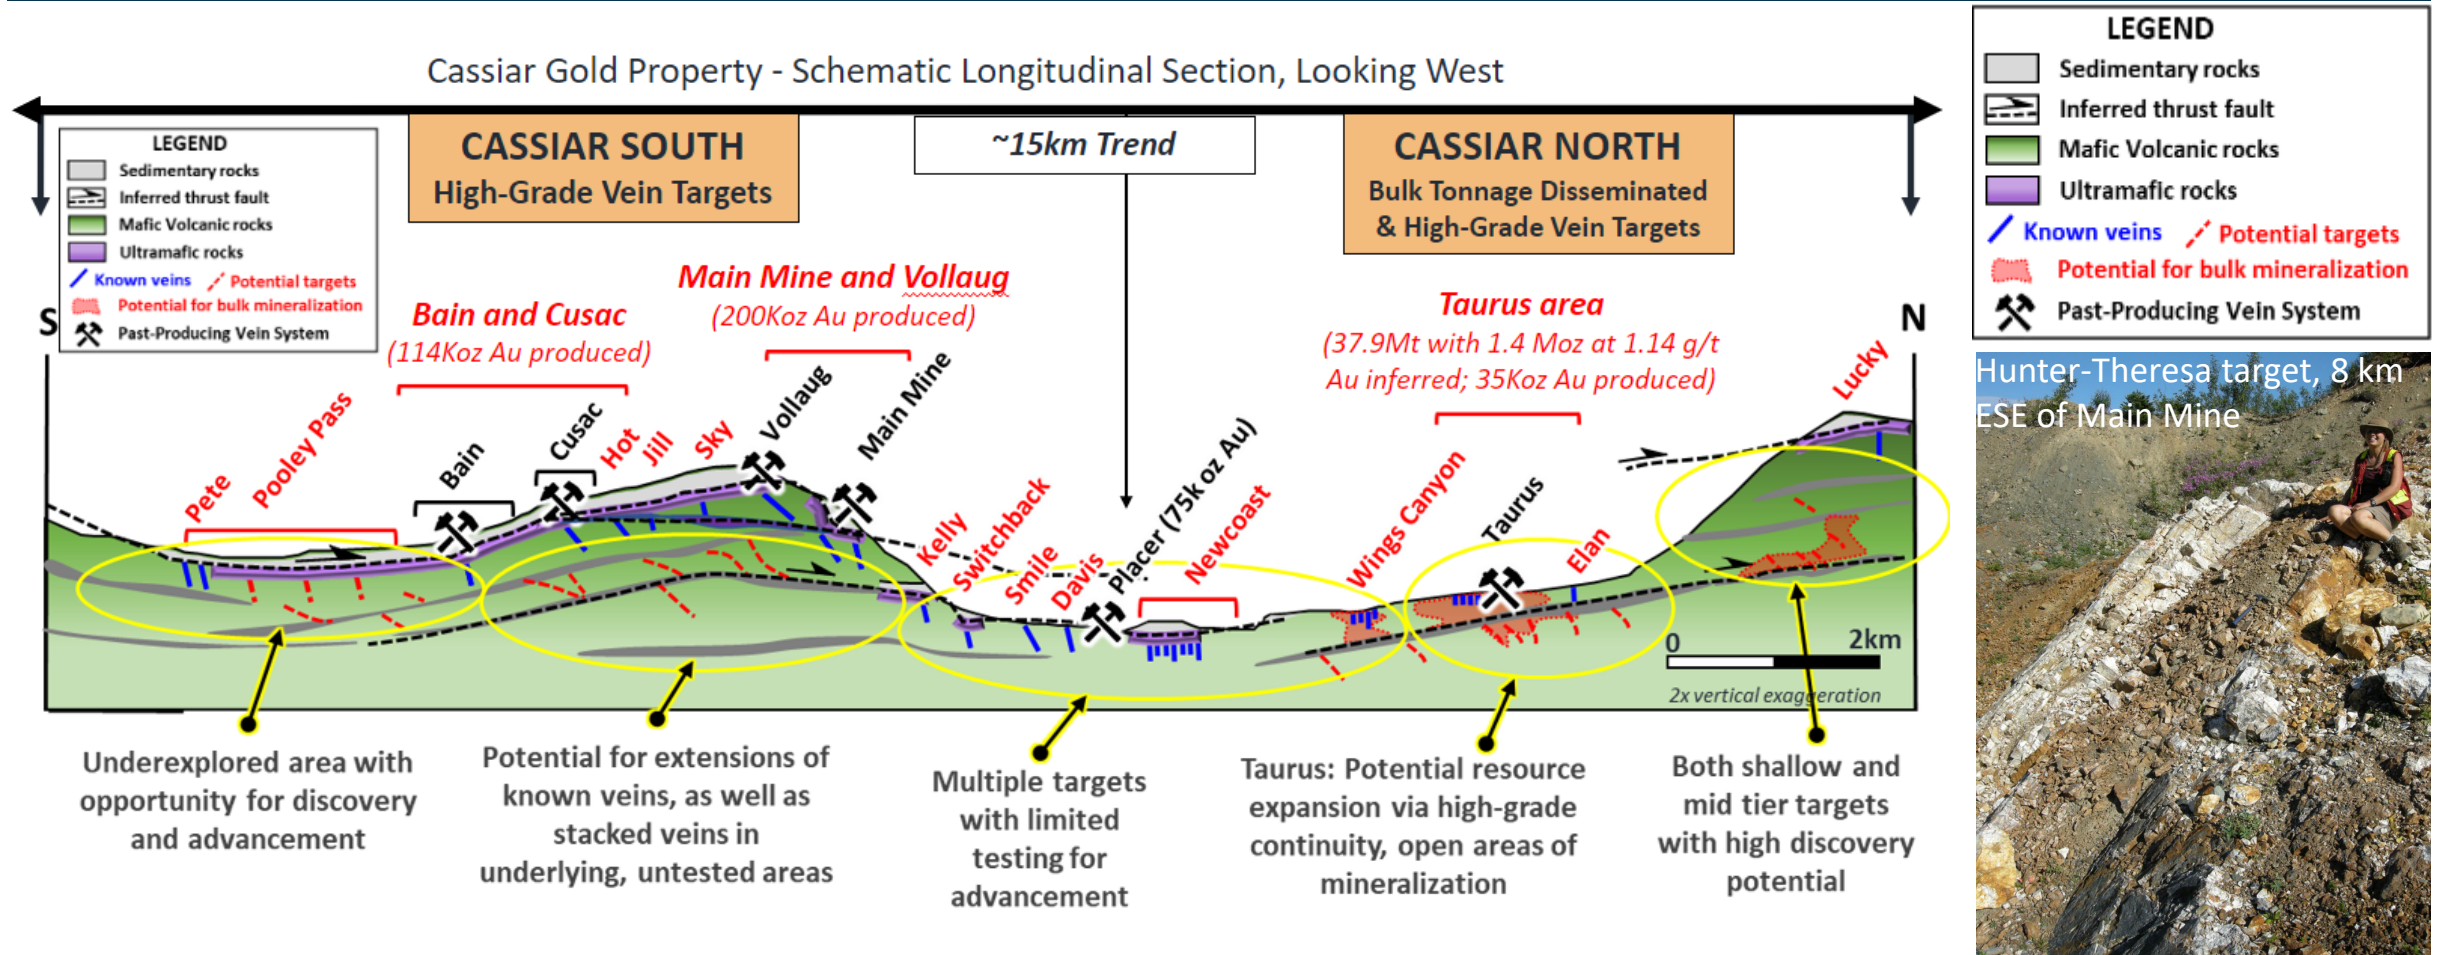 Cassiar Gold Property - Schematic Longitudinal Section, Looking West
LEGEND
Sedimentary rocks
Inferred thrust fault
Mafic Volcanic rocks
Ultramafic rocks
Known veins
Potential targets
Potential for bulk mineralization
Past-Producing Vein System
CASSIAR SOUTH
High-Grade Vein Targets
~15km Trend
CASSIAR NORTH
Bulk Tonnage Disseminated
& High-Grade Vein Targets
S
N
Bain and Cusac
(114Koz Au produced)
Main Mine and Vollaug
(200Koz Au produced)
Taurus area
(37.9Mt with 1.4 Moz at 1.14 g/t
Au inferred; 35Koz Au produced)
Pete
Pooley Pass
Bain
Cusac
Hot
Jill
Sky
Vollaug
Main Mine
Kelly
Switchback
Smile
Davis
Placer (75k oz Au)
Newcoast
Wings Canyon
Taurus
Elan
Lucky
0
2km
2x vertical exaggeration
Underexplored area with
opportunity for discovery
and advancement
Potential for extensions of
known veins, as well as
stacked veins in
underlying, untested areas
Multiple targets
with limited
testing for
advancement
Taurus: Potential resource
expansion via high-grade
continuity, open areas of
mineralization
Both shallow and
mid tier targets
with high discovery
potential
LEGEND
Sedimentary rocks
Inferred thrust fault
Mafic Volcanic rocks
Ultramafic rocks
Known veins
Potential targets
Potential for bulk mineralization
Past-Producing Vein System
Hunter-Theresa target, 8 km
ESE of Main Mine